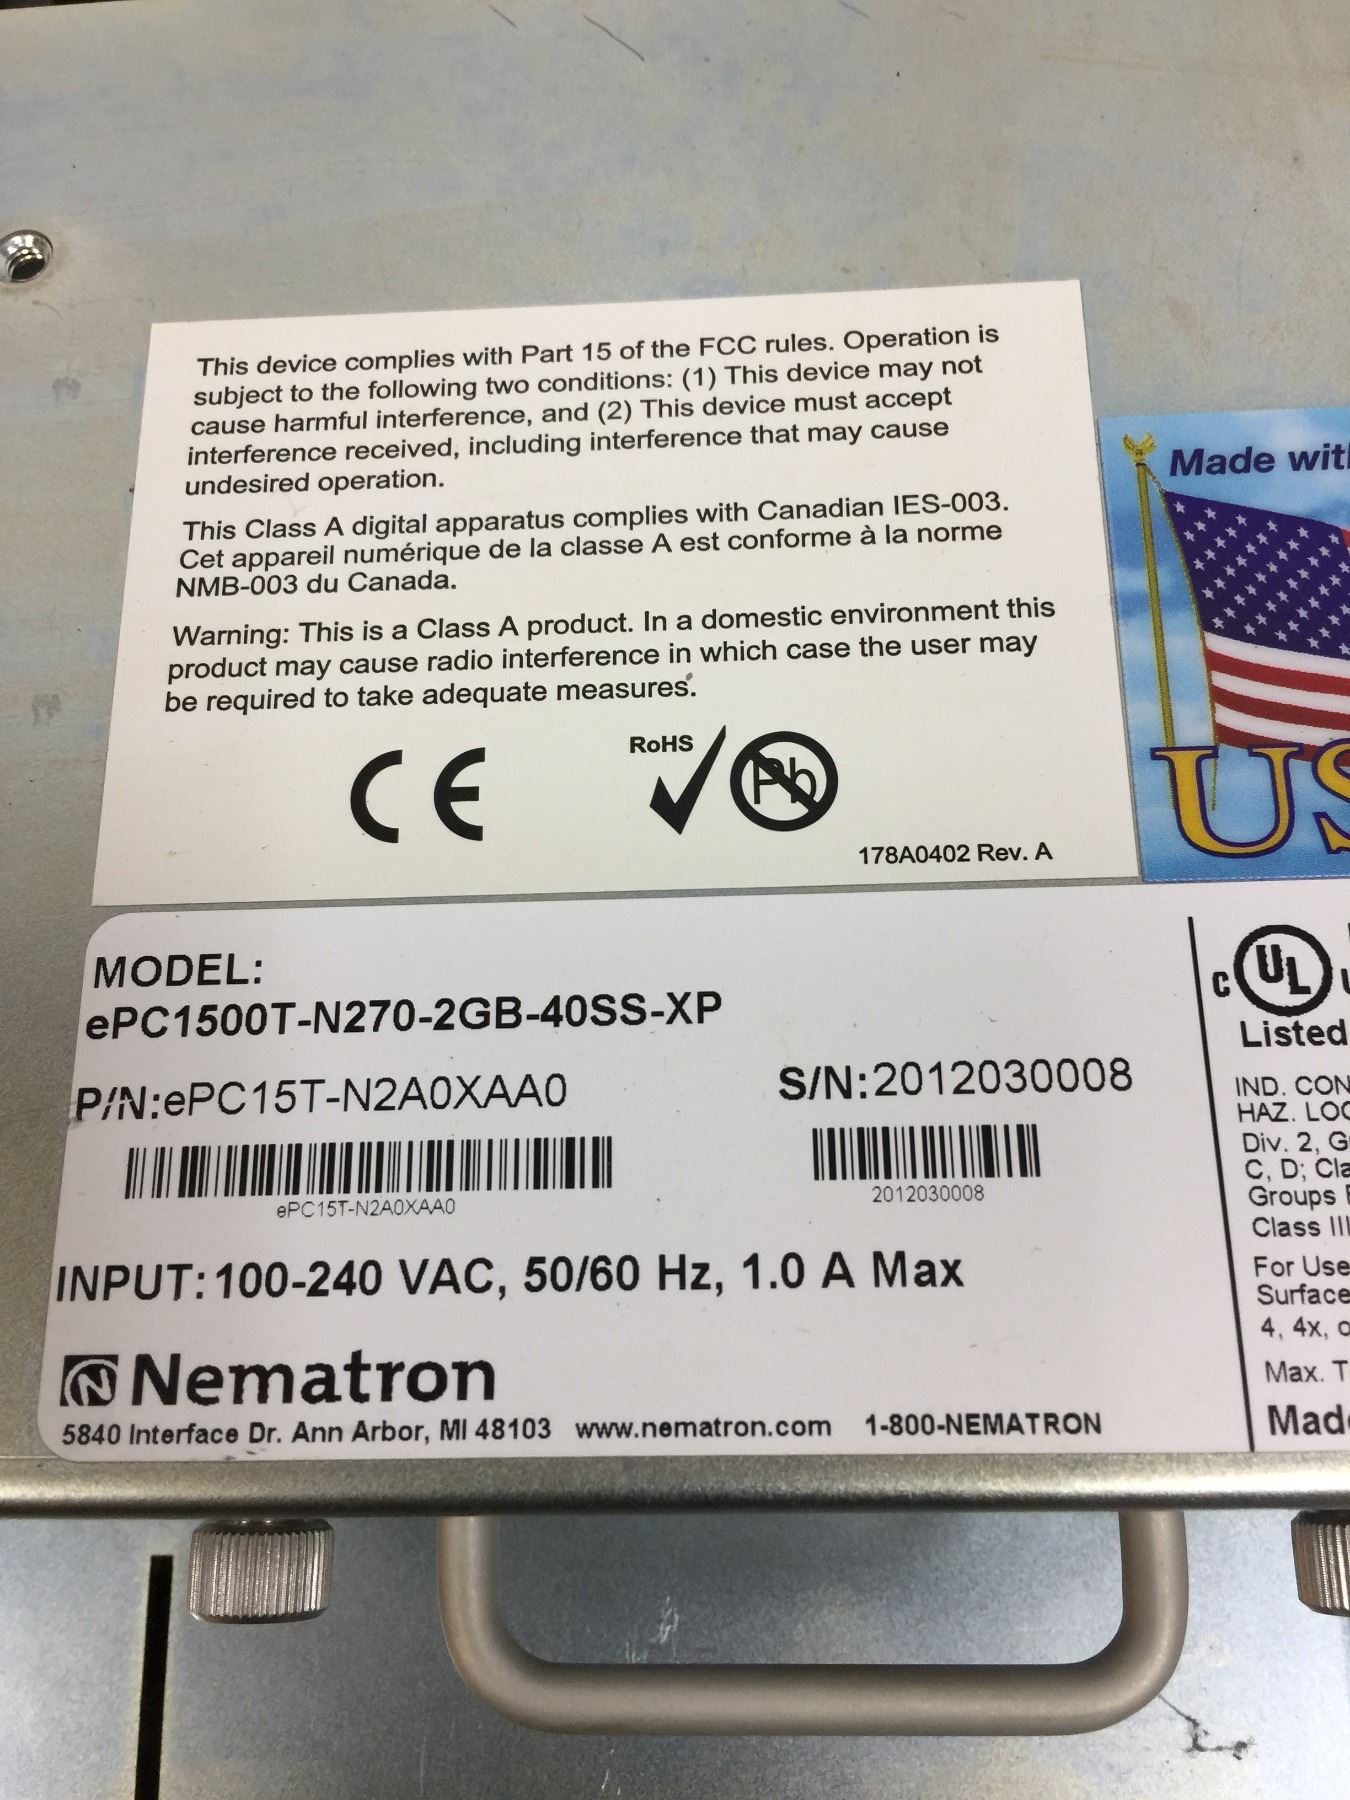 This device complies with Part 15 of the FCC rules. Operation is
subject to the following two conditions: (1) This device may not
cause harmful interference, and (2) This device must accept
interference received, including interference that may cause
undesired operation.
This Class A digital apparatus complies with Canadian IES-003.
Cet appareil numérique de la classe A est conforme à la norme
NMB-003 du Canada.
Warning: This is a Class A product. In a domestic environment this
product may cause radio interference in which case the user may
be required to take adequate measures.
CE
RoHS
Pb
178A0402 Rev. A
Made with
US
MODEL:
ePC1500T-N270-2GB-40SS-XP
P/N:ePC15T-N2A0XAA0
S/N:2012030008
ePC15T-N2A0XAA0
2012030008
INPUT:100-240 VAC, 50/60 Hz, 1.0 A Max
Nematron
5840 Interface Dr. Ann Arbor, MI 48103 www.nematron.com 1-800-NEMATRON
C UL
Listed
IND. CON
HAZ. LOC
Div. 2, G
C, D; Cla
Groups
Class III
For Use
Surface
4, 4x, o
Max. T
Made